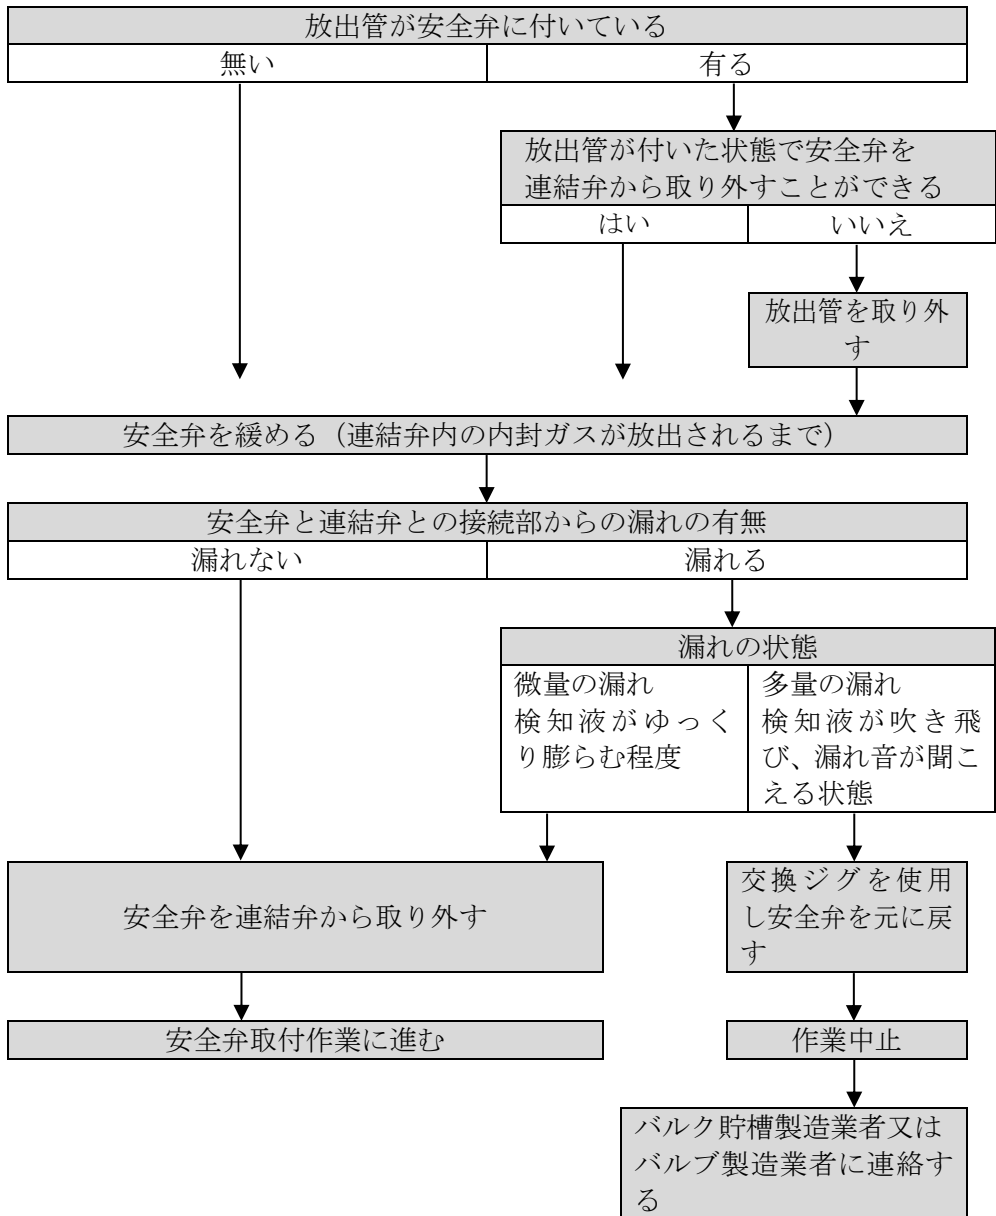 放出管が安全弁に付いている
無い
有る
放出管が付いた状態で安全弁を
連結弁から取り外すことができる
はい
いいえ
放出管を取り外
す
安全弁を緩める（連結弁内の内封ガスが放出されるまで）
安全弁と連結弁との接続部からの漏れの有無
漏れない
漏れる
漏れの状態
微量の漏れ
検知液がゆっく
り膨らむ程度
多量の漏れ
検知液が吹き飛
び、漏れ音が聞こ
える状態
安全弁を連結弁から取り外す
交換ジグを使用
し安全弁を元に戻
す
安全弁取付作業に進む
作業中止
バルク貯槽製造業者又は
バルブ製造業者に連絡す
る